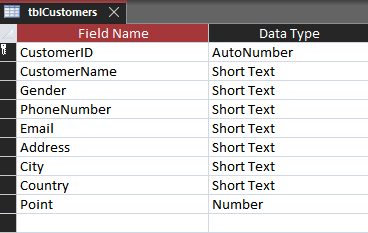 tblCustomers
Field Name Data Type
CustomerID AutoNumber
CustomerName Short Text
Gender Short Text
PhoneNumber Short Text
Email Short Text
Address Short Text
City Short Text
Country Short Text
Point Number